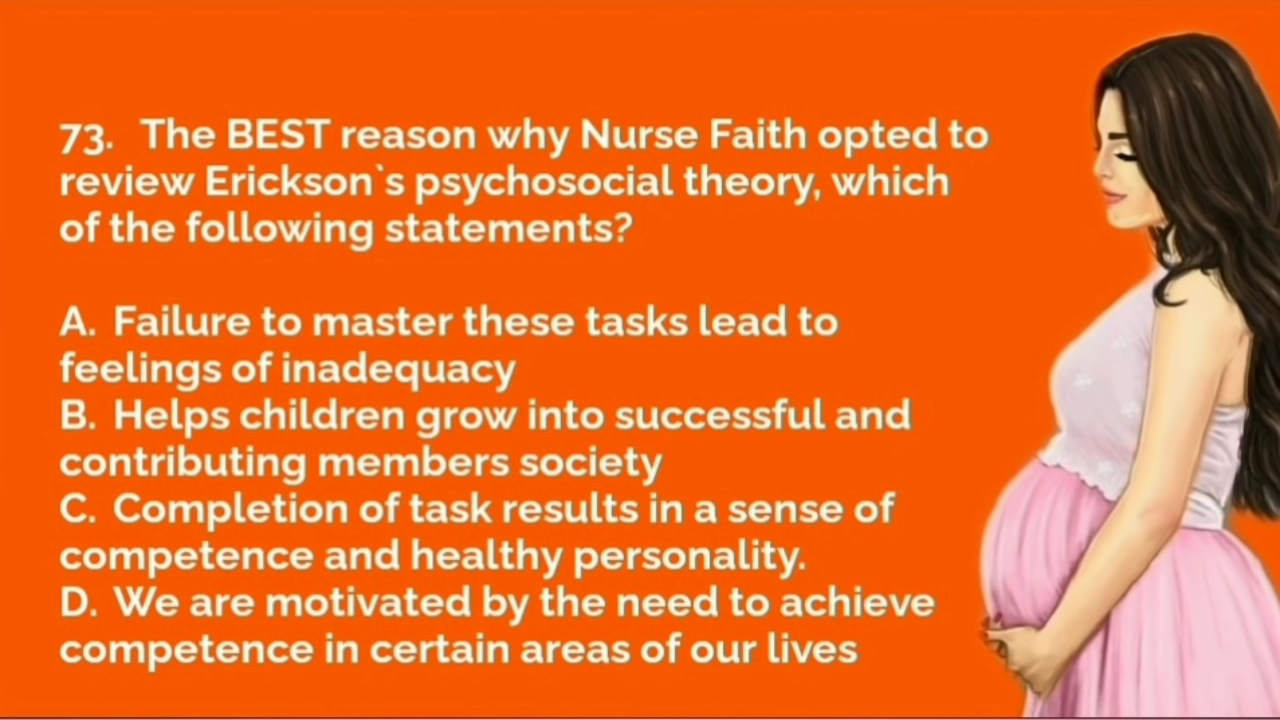 73. The BEST reason why Nurse Faith opted to
review Erickson`s psychosocial theory, which
of the following statements?
A. Failure to master these tasks lead to
feelings of inadequacy
B. Helps children grow into successful and
contributing members society
C. Completion of task results in a sense of
competence and healthy personality.
D. We are motivated by the need to achieve
competence in certain areas of our lives